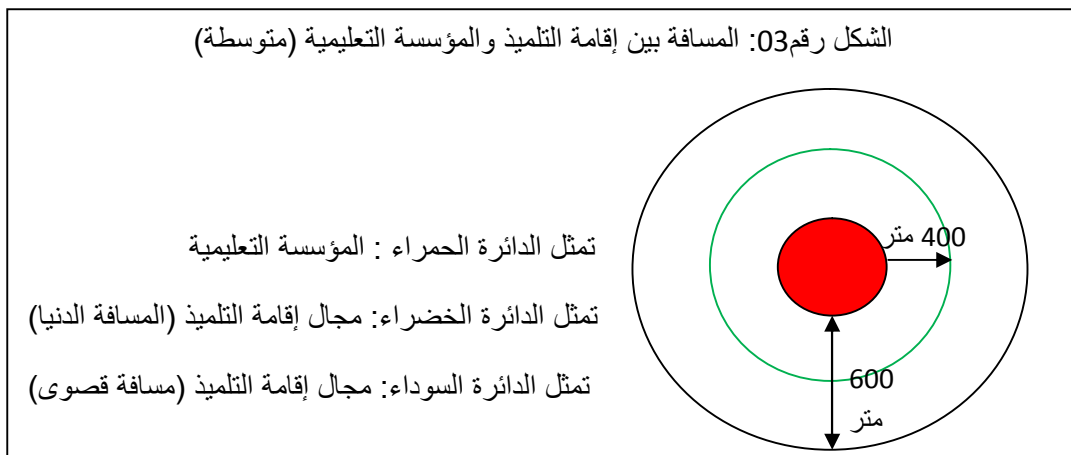 الشكل رقم03: المسافة بين إقامة التلميذ والمؤسسة التعليمية (متوسطة)
400 متر
تمثل الدائرة الحمراء : المؤسسة التعليمية
تمثل الدائرة الخضراء: مجال إقامة التلميذ (المسافة الدنيا)
تمثل الدائرة السوداء: مجال إقامة التلميذ (مسافة قصوى)
600
متر